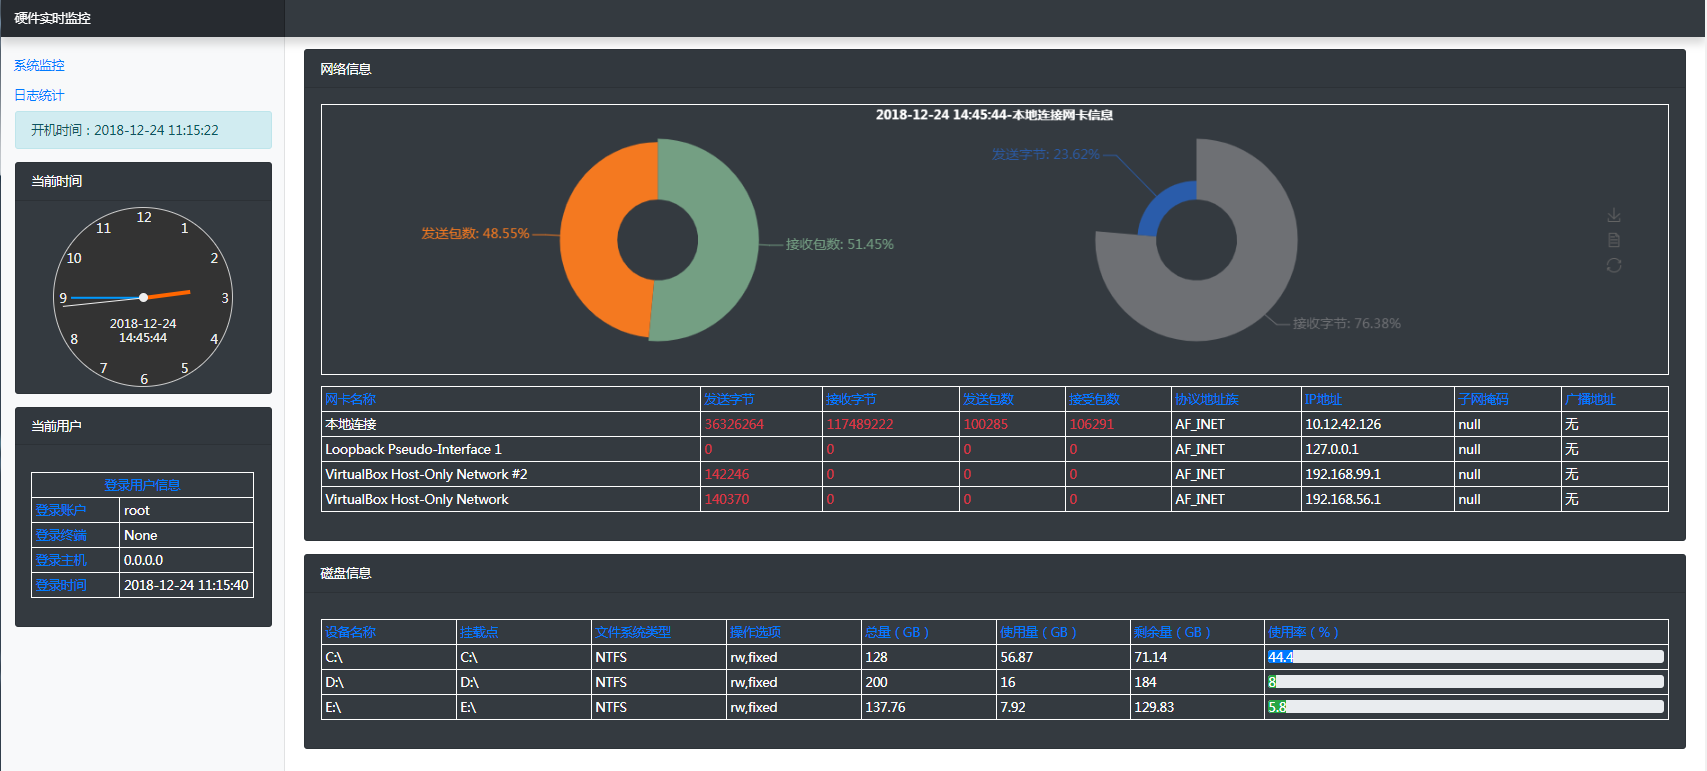 硬件实时监控
系统监控
日志统计
开机时间：2018-12-24 11:15:22
当前时间
12
1
2
3
4
5
6
7
8
9
10
11
2018-12-24
14:45:44
当前用户
登录用户信息
登录账户 root
登录终端 None
登录主机 0.0.0.0
登录时间 2018-12-24 11:15:40
网络信息
2018-12-24 14:45:44-本地连接网卡信息
发送包数: 48.55%
接收包数: 51.45%
发送字节: 23.62%
接收字节: 76.38%
网卡名称 发送字节 接收字节 发送包数 接受包数 协议地址族 IP地址 子网掩码 广播地址
本地连接 36326264 117489222 100285 106291 AF_INET 10.12.42.126 null 无
Loopback Pseudo-Interface 1 0 0 0 0 AF_INET 127.0.0.1 null 无
VirtualBox Host-Only Network #2 142246 0 0 0 AF_INET 192.168.99.1 null 无
VirtualBox Host-Only Network 140370 0 0 0 AF_INET 192.168.56.1 null 无
磁盘信息
设备名称 挂载点 文件系统类型 操作选项 总量（GB） 使用量（GB） 剩余量（GB） 使用率（%）
C:\ C:\ NTFS rw,fixed 128 56.87 71.14 44.4
D:\ D:\ NTFS rw,fixed 200 16 184 8
E:\ E:\ NTFS rw,fixed 137.76 7.92 129.83 5.8